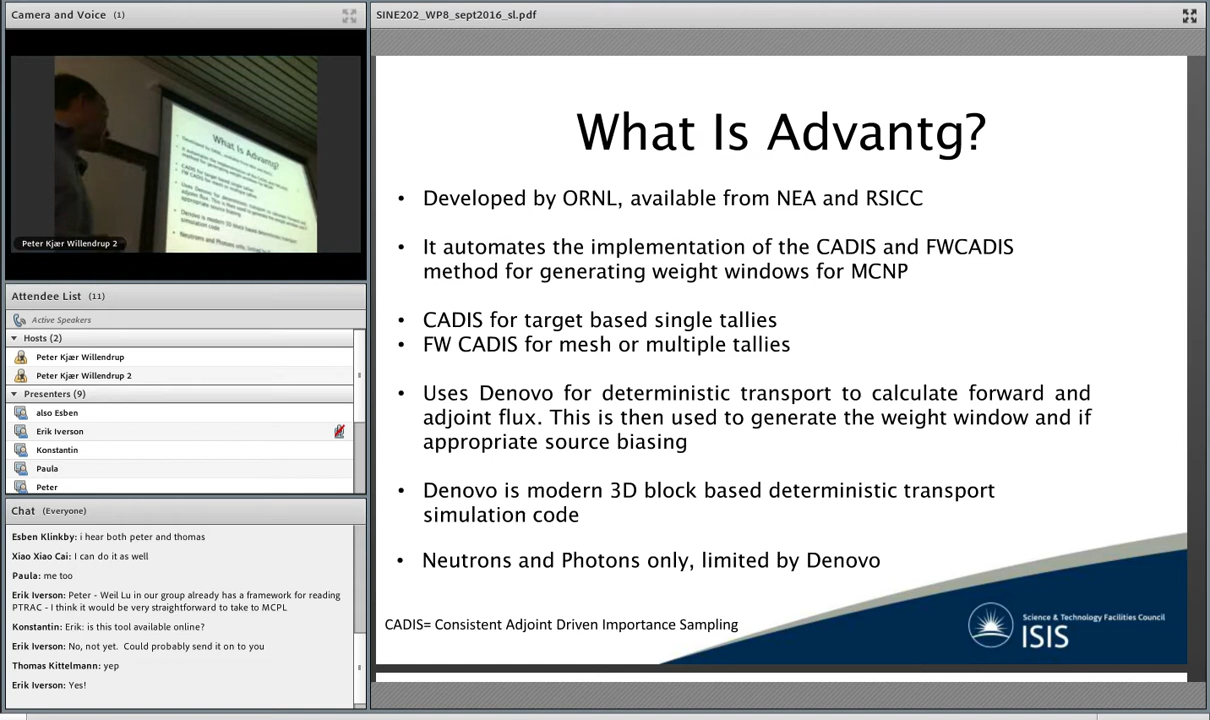 Camera and Voice (1)
What Is Advantg?
Peter Kjær Willendrup 2
Attendee List (11)
Active Speakers
Hosts (2)
Peter Kjær Willendrup
Peter Kjær Willendrup 2
Presenters (9)
also Esben
Erik Iverson
Konstantin
Paula
Peter
Chat (Everyone)
Esben Klinkby: i hear both peter and thomas
Xiao Xiao Cai: I can do it as well
Paula: me too
Erik Iverson: Peter - Weil Lu in our group already has a framework for reading
PTRAC - I think it would be very straightforward to take to MCPL
Konstantin: Erik: is this tool available online?
Erik Iverson: No, not yet. Could probably send it on to you
Thomas Kittelmann: yep
Erik Iverson: Yes!
SINE202_WP8_sept2016_sl.pdf
What Is Advantg?
• Developed by ORNL, available from NEA and RSICC
• It automates the implementation of the CADIS and FWCADIS
method for generating weight windows for MCNP
• CADIS for target based single tallies
• FW CADIS for mesh or multiple tallies
• Uses Denovo for deterministic transport to calculate forward and
adjoint flux. This is then used to generate the weight window and if
appropriate source biasing
• Denovo is modern 3D block based deterministic transport
simulation code
• Neutrons and Photons only, limited by Denovo
CADIS= Consistent Adjoint Driven Importance Sampling
Science & Technology Facilities Council
ISIS